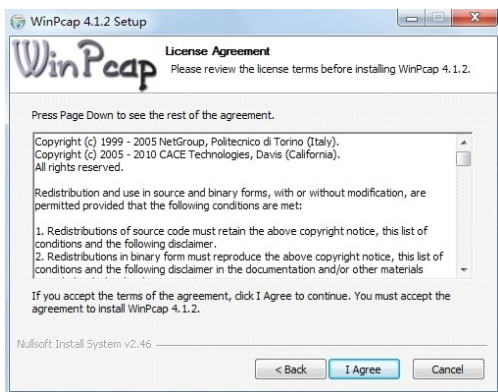 WinPcap 4.1.2 Setup
WinPcap
License Agreement
Please review the license terms before installing WinPcap 4.1.2.
Press Page Down to see the rest of the agreement.
Copyright (c) 1999 - 2005 NetGroup, Politecnico di Torino (Italy).
Copyright (c) 2005 - 2010 CACE Technologies, Davis (California).
All rights reserved.
Redistribution and use in source and binary forms, with or without modification, are
permitted provided that the following conditions are met:
1. Redistributions of source code must retain the above copyright notice, this list of
conditions and the following disclaimer.
2. Redistributions in binary form must reproduce the above copyright notice, this list of
conditions and the following disclaimer in the documentation and/or other materials
If you accept the terms of the agreement, click I Agree to continue. You must accept the
agreement to install WinPcap 4.1.2.
Nullsoft Install System v2.46
< Back
I Agree
Cancel